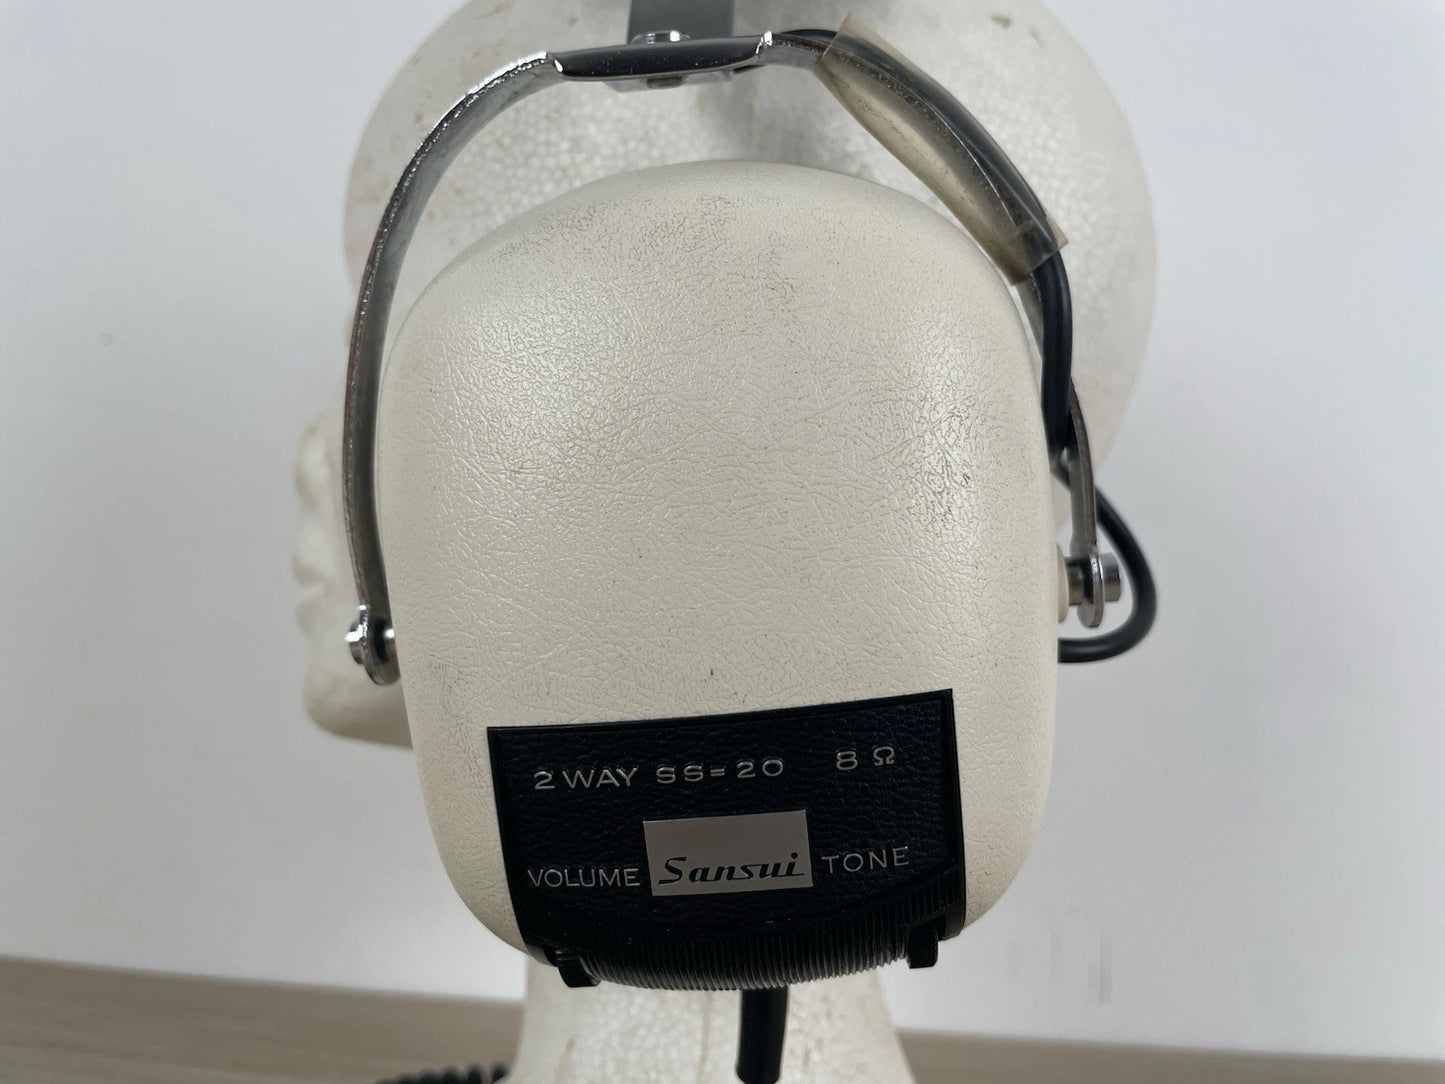 2 WAY SS=20 8 Ω
VOLUME Sansui TONE